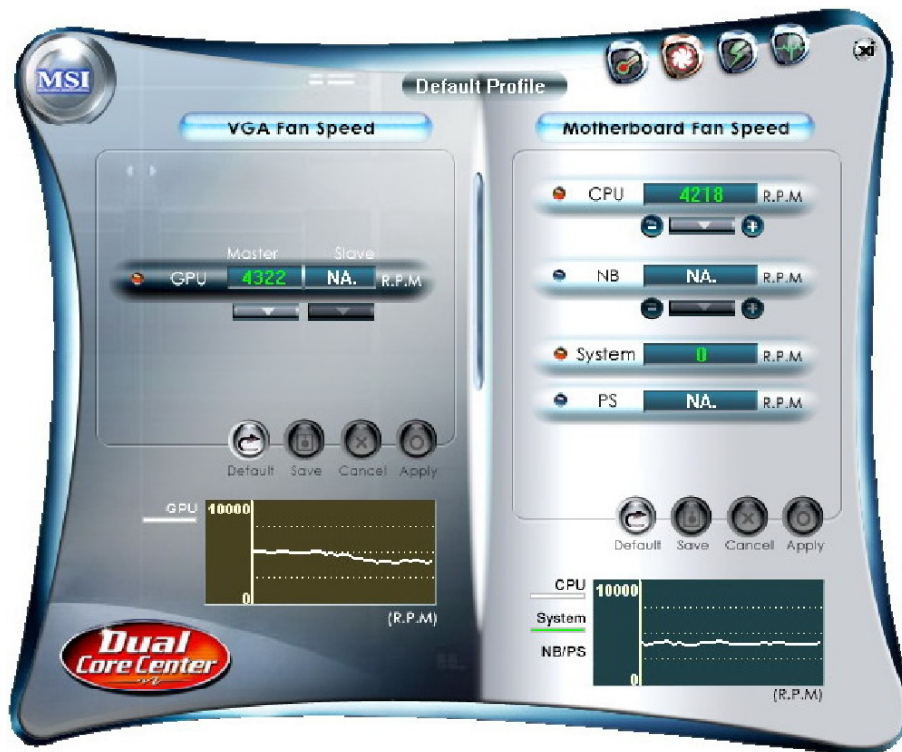 MSI
Default Profile
VGA Fan Speed
Master Slave
GPU 4322 NA. R.P.M
Default Save Cancel Apply
GPU
10000
0
(R.P.M)
Dual
Core Center
Motherboard Fan Speed
CPU 4218 R.P.M
NB NA. R.P.M
System 0 R.P.M
PS NA. R.P.M
Default Save Cancel Apply
CPU
System
NB/PS
10000
0
(R.P.M)